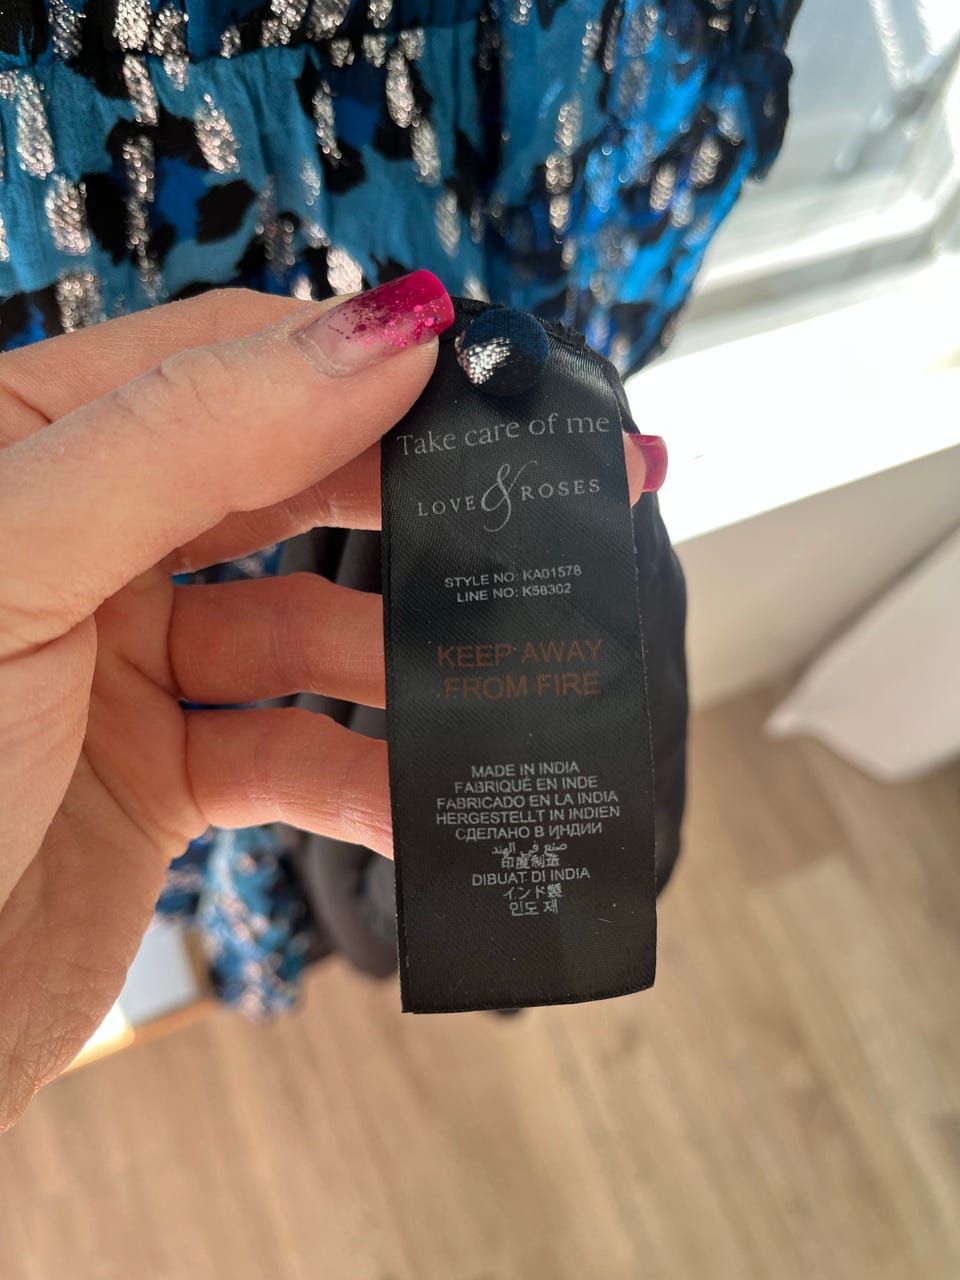 Take care of me
LOVE & ROSES
STYLE NO: KA01578
LINE NO: K58302
KEEP AWAY
FROM FIRE
MADE IN INDIA
FABRIQUÉ EN INDE
FABRICADO EN LA INDIA
HERGESTELLT IN INDIEN
СДЕЛАНО В ИНДИИ
صنع في الهند
印度制造
DIBUAT DI INDIA
インド製
인도 제